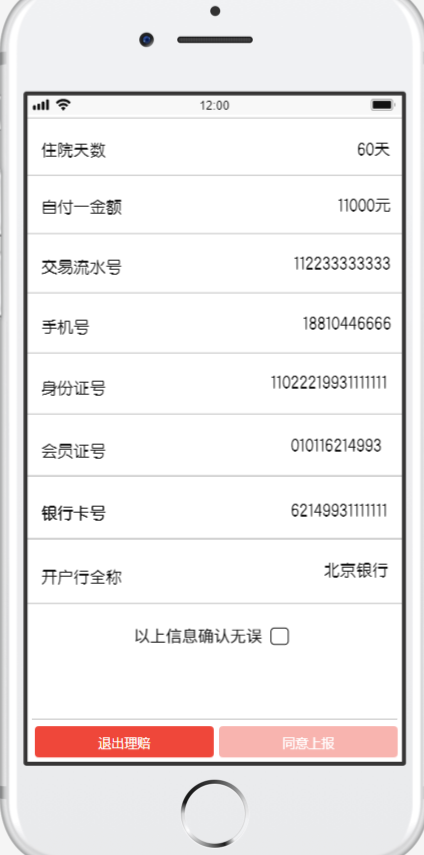 12:00
住院天数 60天
自付一金额 11000元
交易流水号 112233333333
手机号 18810446666
身份证号 11022219931111111
会员证号 010116214993
银行卡号 62149931111111
开户行全称 北京银行
以上信息确认无误
退出理赔 同意上报